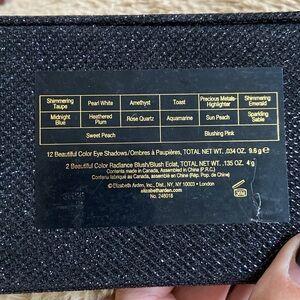 Shimmering Taupe Pearl White Amethyst Toast Precious Metals- Highlighter Shimmering Emerald
Midnight Blue Heathered Plum Rose Quartz Aquamarine Sun Peach Sparkling Sable
Sweet Peach Blushing Pink
12 Beautiful Color Eye Shadows/Ombres à Paupières, TOTAL NET WT., .034 OZ. 9.6 g e
2 Beautiful Color Radiance Blush/Blush Eclat, TOTAL NET WT. .135 OZ. 4 g
Contents made in Canada, Assembled in China (P.R.C.)
Contenu fabriqué au Canada, assemblé en Chine (Rép. Pop. de Chine)
© Elizabeth Arden, Inc., Dist. NY, NY 10003 • London
elizabetharden.com
No. 248018
36M